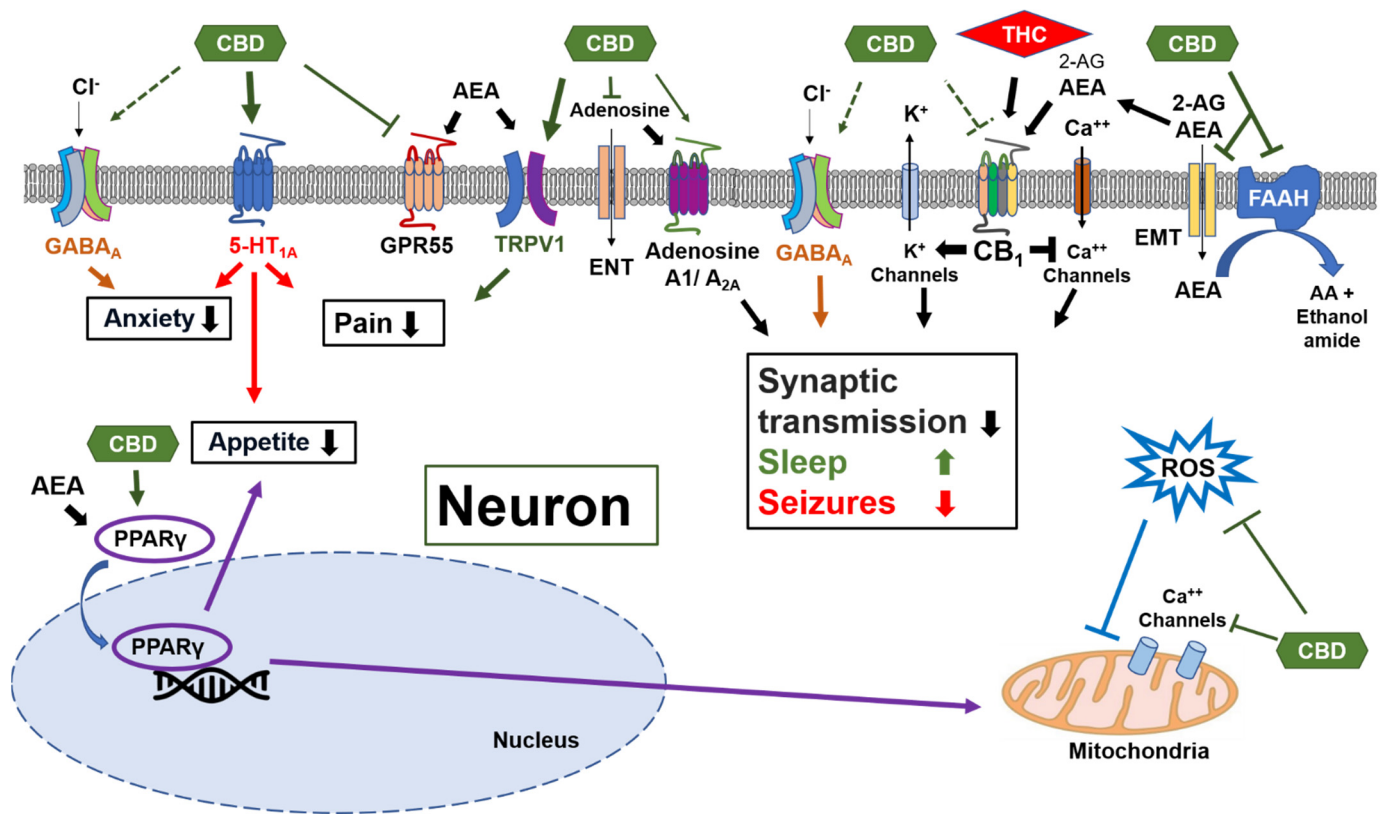 CBD
CBD
CBD
THC
CBD
Cl-
AEA
Adenosine
Cl-
K+
2-AG
AEA
Ca++
2-AG
AEA
FAAH
GABAA
5-HT1A
GPR55
TRPV1
ENT
Adenosine
A1/ A2A
GABAA
K+
Channels
CB1
Ca++
Channels
EMT
AEA
AA +
Ethanol
amide
Anxiety
Pain
Appetite
Synaptic
transmission
Sleep
Seizures
CBD
AEA
PPARγ
PPARγ
Neuron
Nucleus
ROS
Ca++
Channels
CBD
Mitochondria